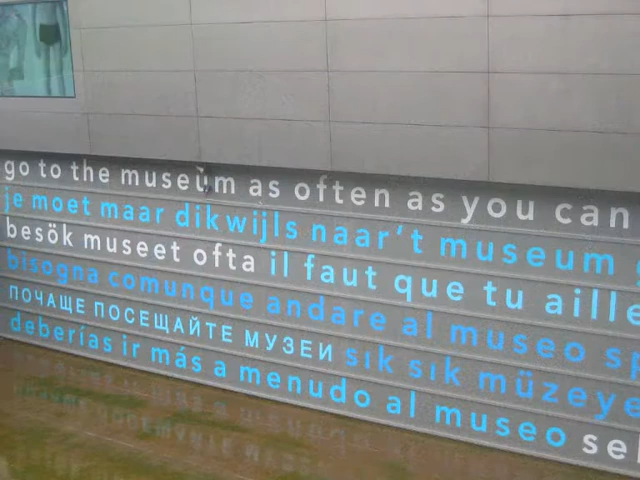 go to the museum as often as you can
je moet maar dikwijls naar't museum
besök museet ofta il faut que tu aille
bisogna comunque andare al museo sp
ПОЧАЩЕ ПОСЕЩАЙТЕ МУЗЕИ sık sık müzeye
deberías ir más a menudo al museo sel